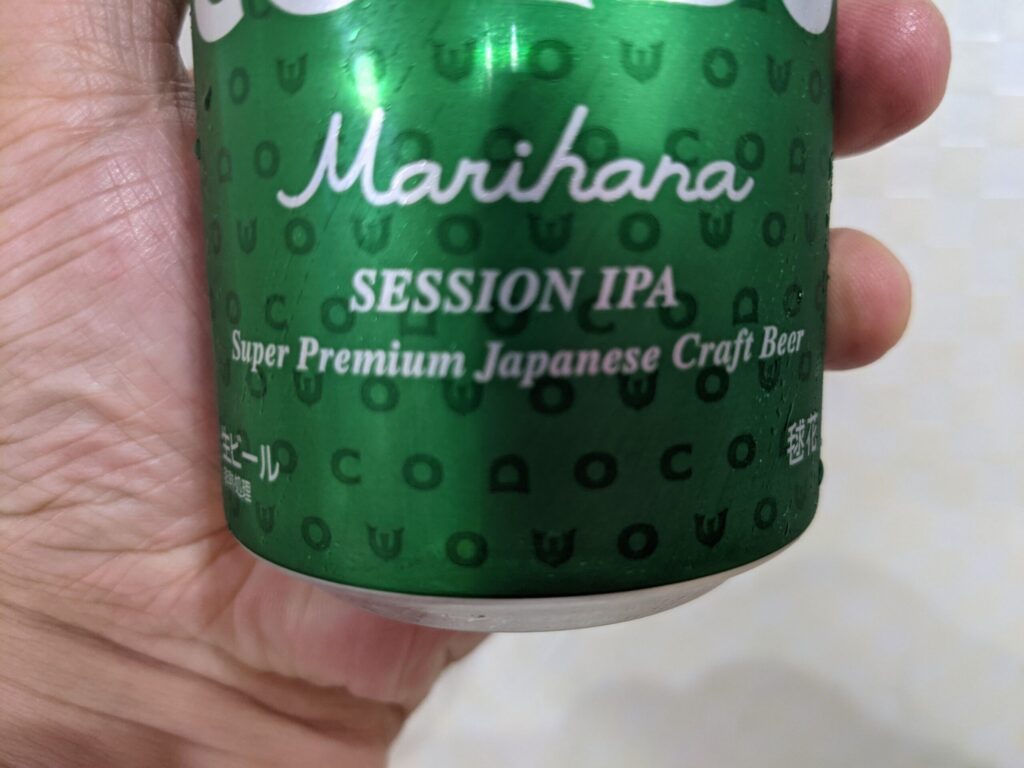 Marihana
SESSION IPA
Super Premium Japanese Craft Beer
生ビール
毬花